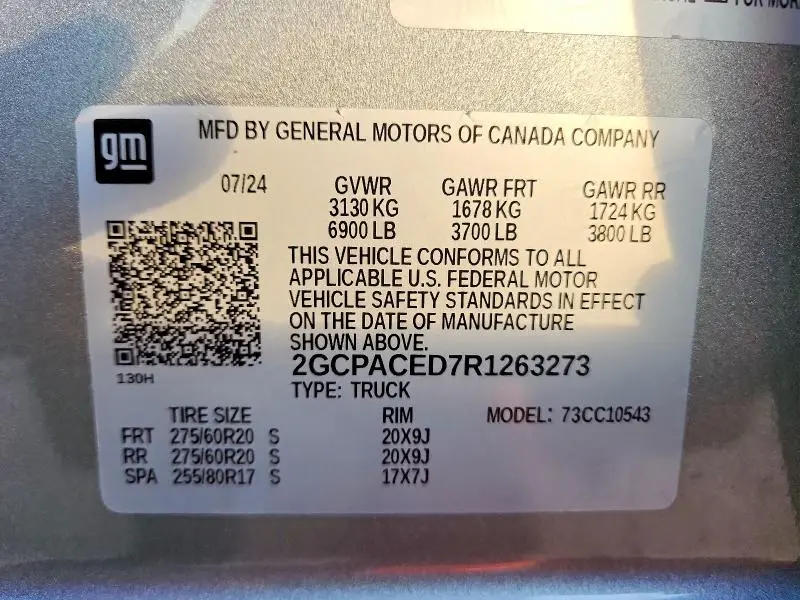 FOR MOR
gm
MFD BY GENERAL MOTORS OF CANADA COMPANY
07/24 GVWR GAWR FRT GAWR RR
3130 KG 1678 KG 1724 KG
6900 LB 3700 LB 3800 LB
THIS VEHICLE CONFORMS TO ALL
APPLICABLE U.S. FEDERAL MOTOR
VEHICLE SAFETY STANDARDS IN EFFECT
ON THE DATE OF MANUFACTURE
SHOWN ABOVE.
2GCPACED7R1263273
130H
TYPE: TRUCK
TIRE SIZE RIM MODEL: 73CC10543
FRT 275/60R20 S 20X9J
RR 275/60R20 S 20X9J
SPA 255/80R17 S 17X7J